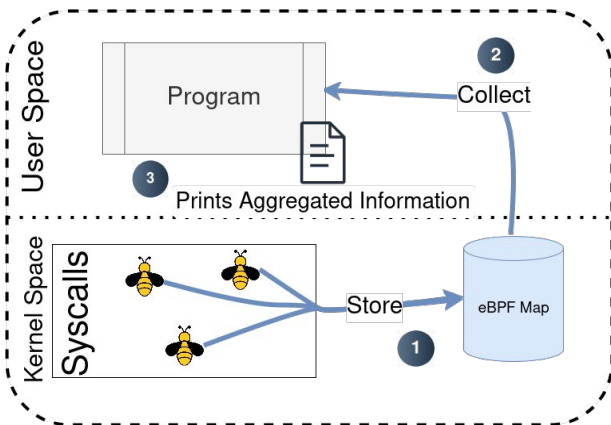 User Space
Program
2
Collect
3
Prints Aggregated Information
Kernel Space
Syscalls
Store
eBPF Map
1